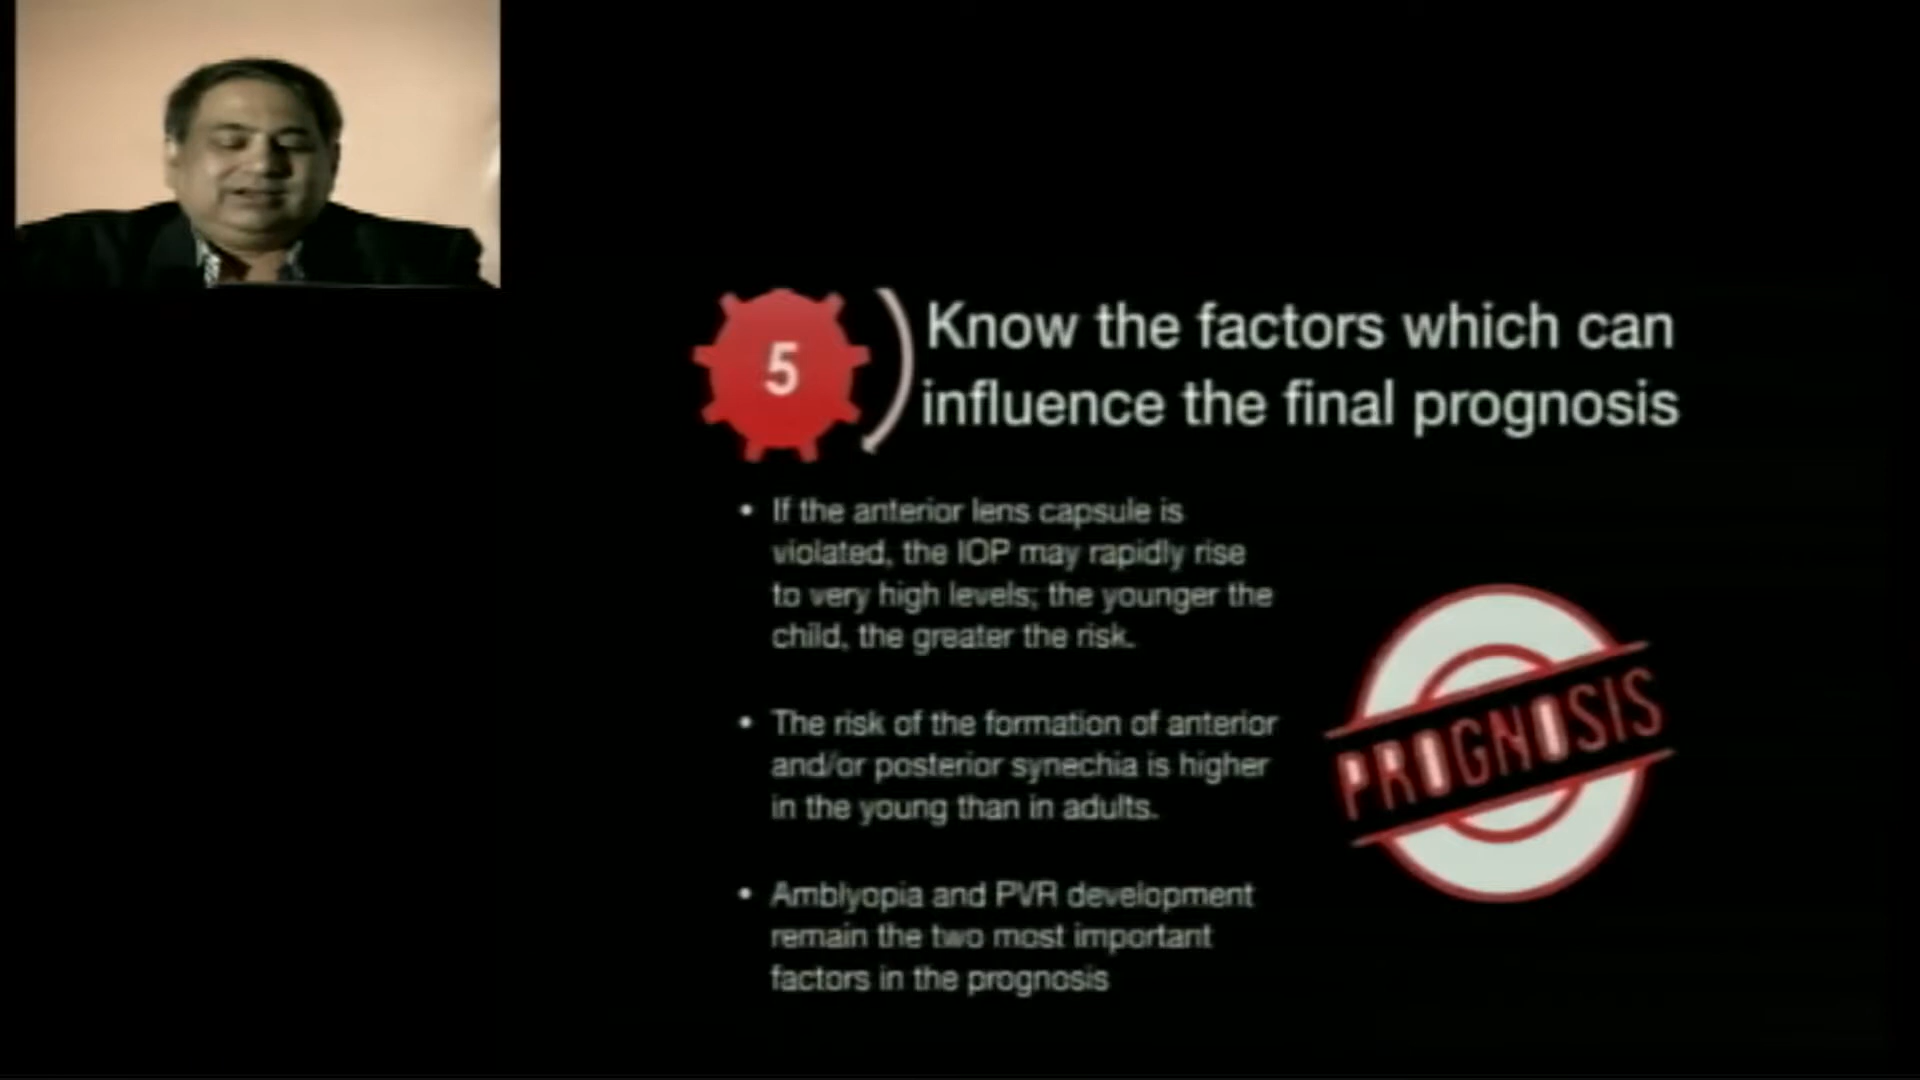 5
Know the factors which can
influence the final prognosis
• If the anterior lens capsule is
violated, the IOP may rapidly rise
to very high levels; the younger the
child, the greater the risk.
• The risk of the formation of anterior
and/or posterior synechia is higher
in the young than in adults.
• Amblyopia and PVR development
remain the two most important
factors in the prognosis
PROGNOSIS